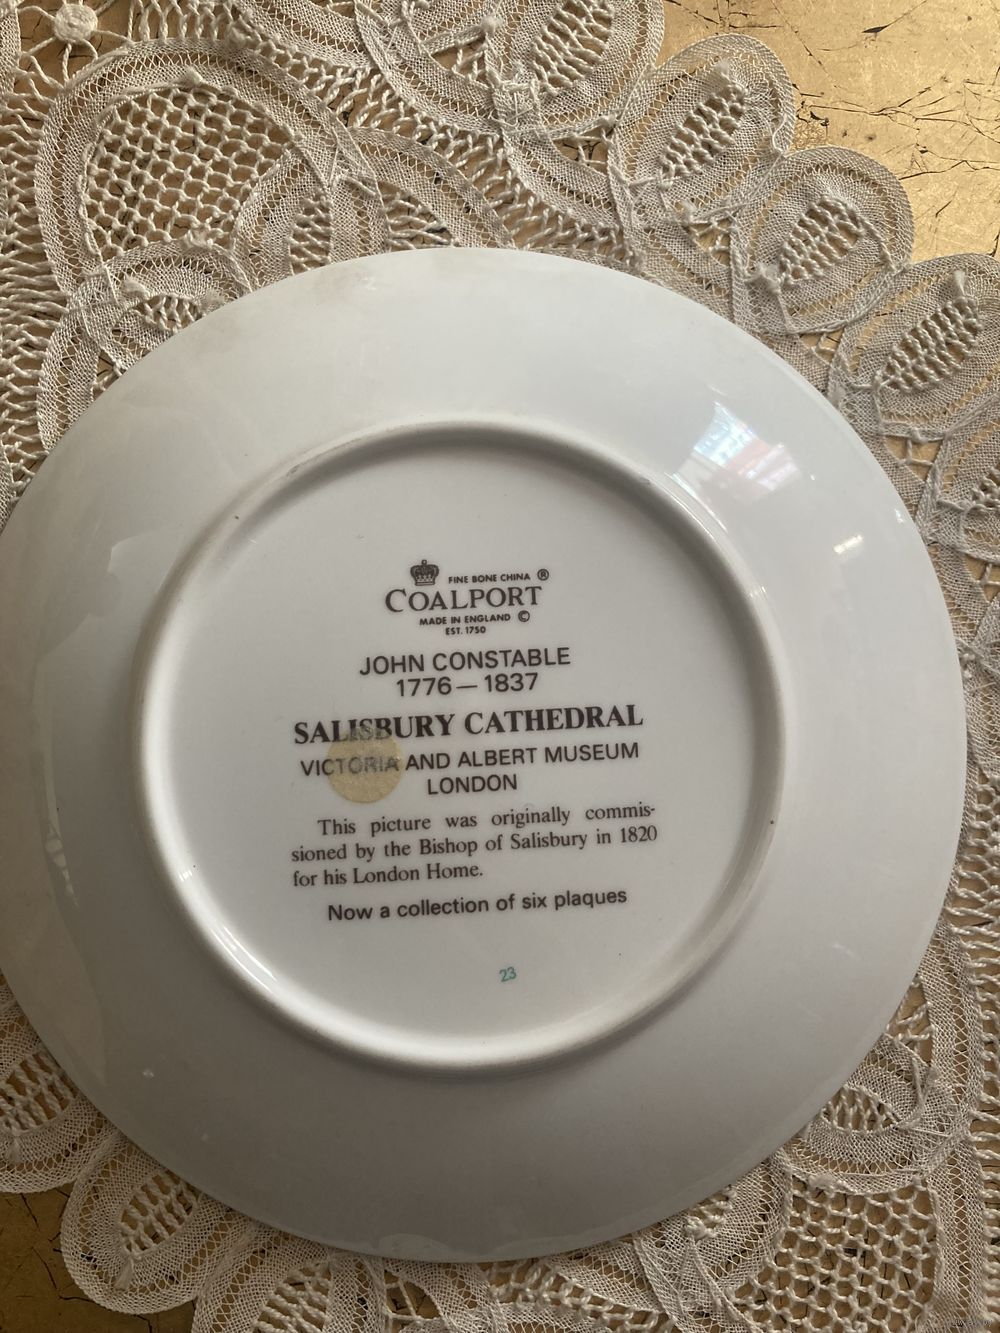 FINE BONE CHINA ®
COALPORT
MADE IN ENGLAND ©
EST. 1750
JOHN CONSTABLE
1776 — 1837
SALISBURY CATHEDRAL
VICTORIA AND ALBERT MUSEUM
LONDON
This picture was originally commis-
sioned by the Bishop of Salisbury in 1820
for his London Home.
Now a collection of six plaques
23